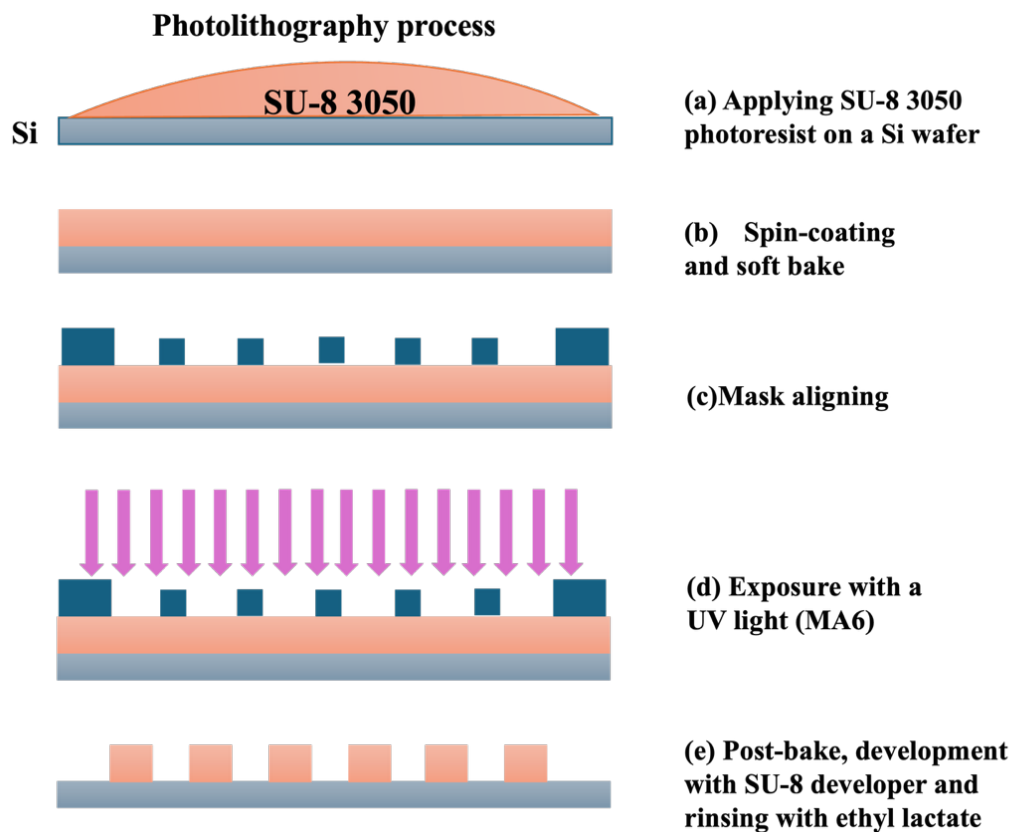 Photolithography process
SU-8 3050
Si
(a) Applying SU-8 3050
photoresist on a Si wafer
(b) Spin-coating
and soft bake
(c)Mask aligning
(d) Exposure with a
UV light (MA6)
(e) Post-bake, development
with SU-8 developer and
rinsing with ethyl lactate